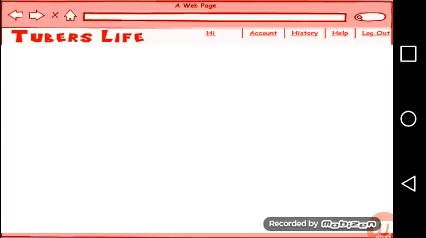 A Web Page
Tubers Life
Hi
Account
History
Help
Log Out
Recorded by Mobizen